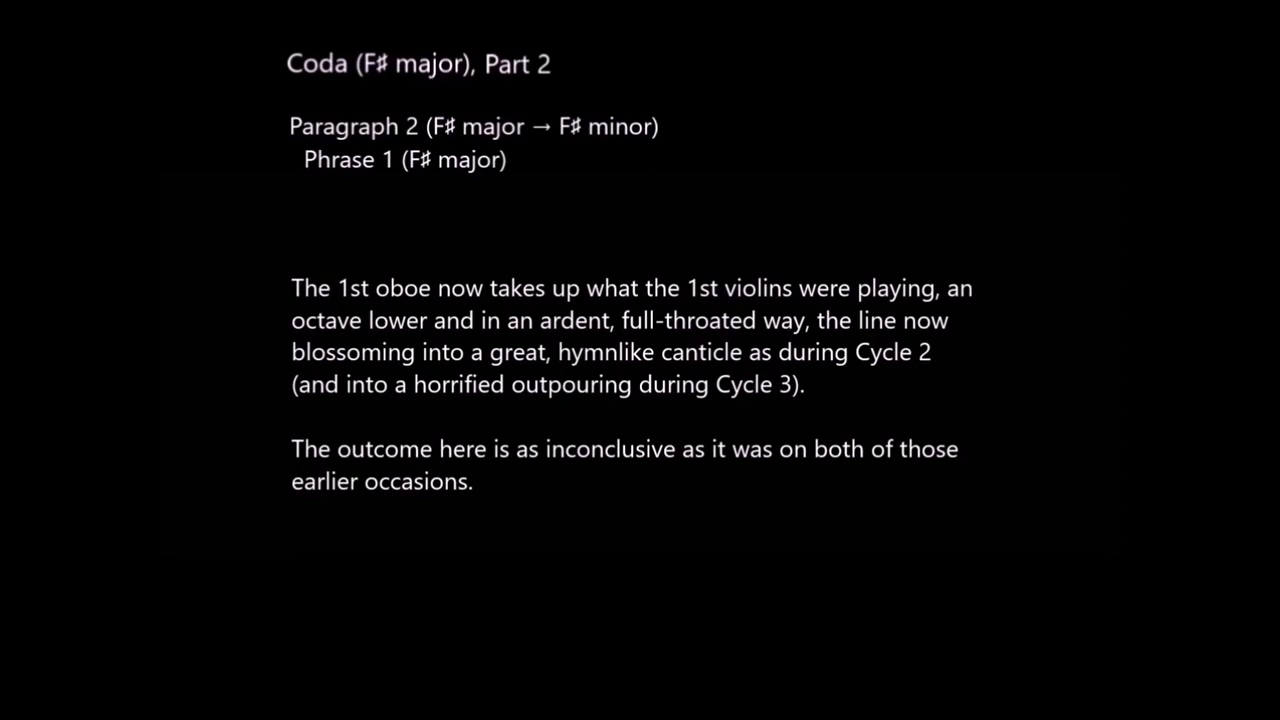 Coda (F♯ major), Part 2
Paragraph 2 (F♯ major → F♯ minor)
Phrase 1 (F♯ major)
The 1st oboe now takes up what the 1st violins were playing, an
octave lower and in an ardent, full-throated way, the line now
blossoming into a great, hymnlike canticle as during Cycle 2
(and into a horrified outpouring during Cycle 3).
The outcome here is as inconclusive as it was on both of those
earlier occasions.